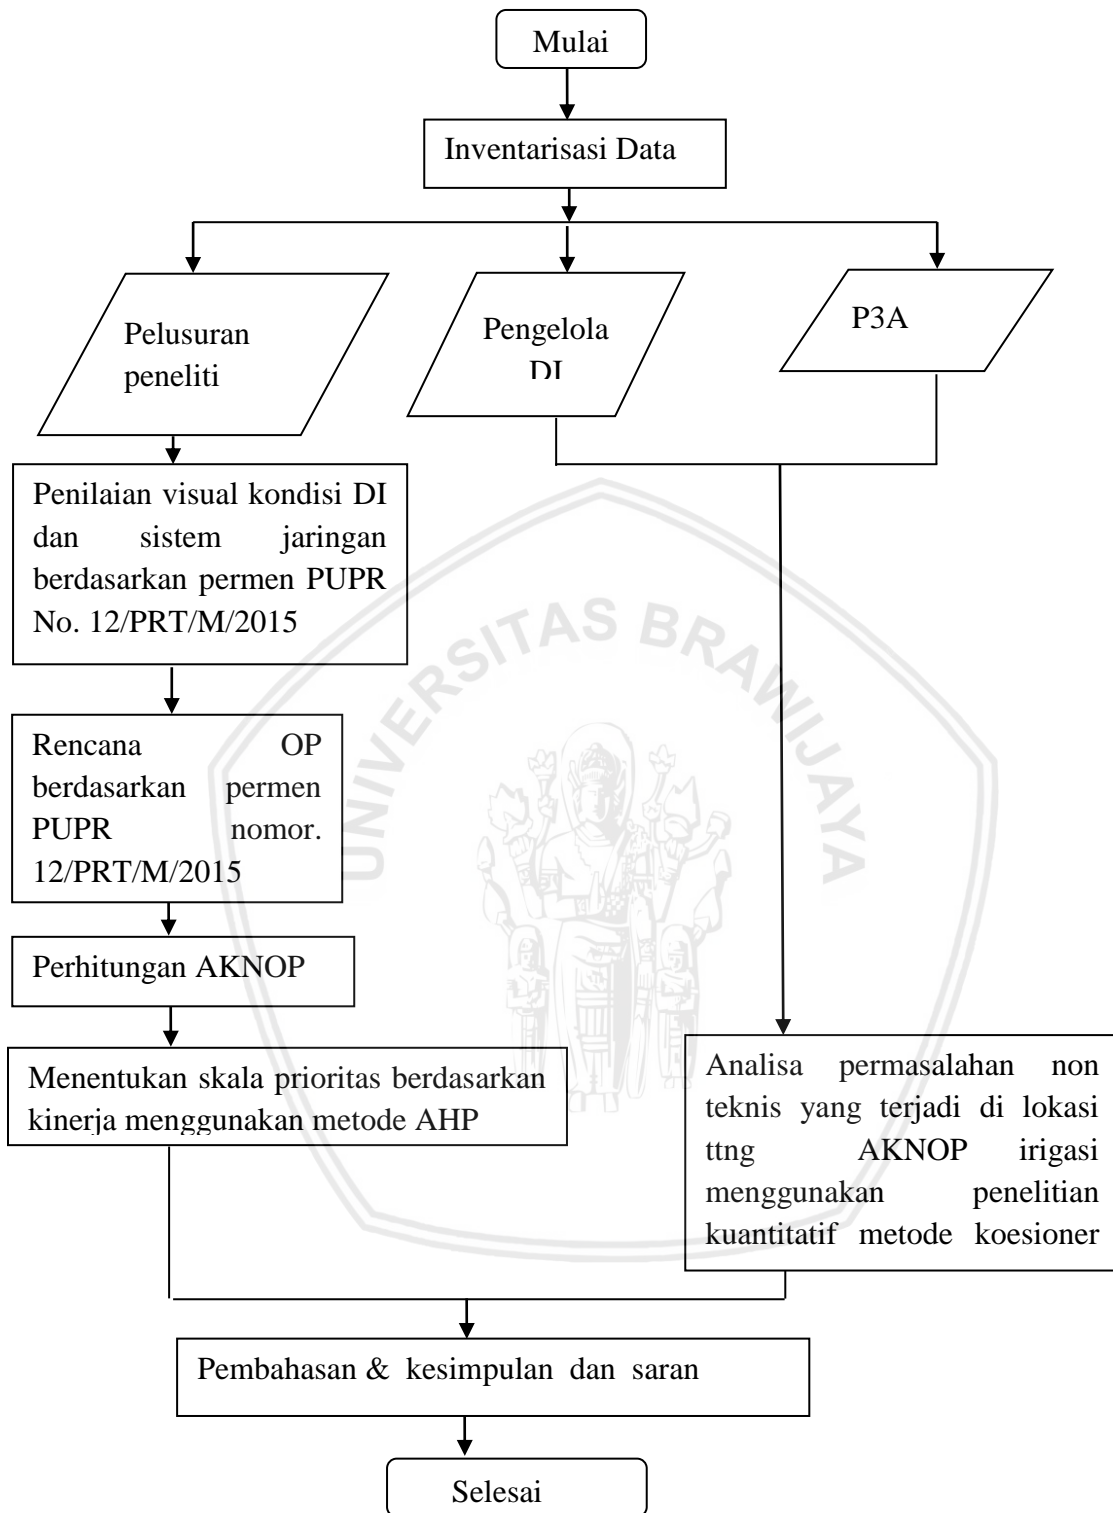 Mulai
Inventarisasi Data
Pelusuran
peneliti
Pengelola
DI
P3A
Penilaian visual kondisi DI
dan sistem jaringan
berdasarkan permen PUPR
No. 12/PRT/M/2015
Rencana OP
berdasarkan permen
PUPR nomor.
12/PRT/M/2015
Perhitungan AKNOP
Menentukan skala prioritas berdasarkan
kinerja menggunakan metode AHP
Analisa permasalahan non
teknis yang terjadi di lokasi
ttng AKNOP irigasi
menggunakan penelitian
kuantitatif metode koesioner
Pembahasan & kesimpulan dan saran
Selesai
UNIVERSITAS BRAWIJAYA